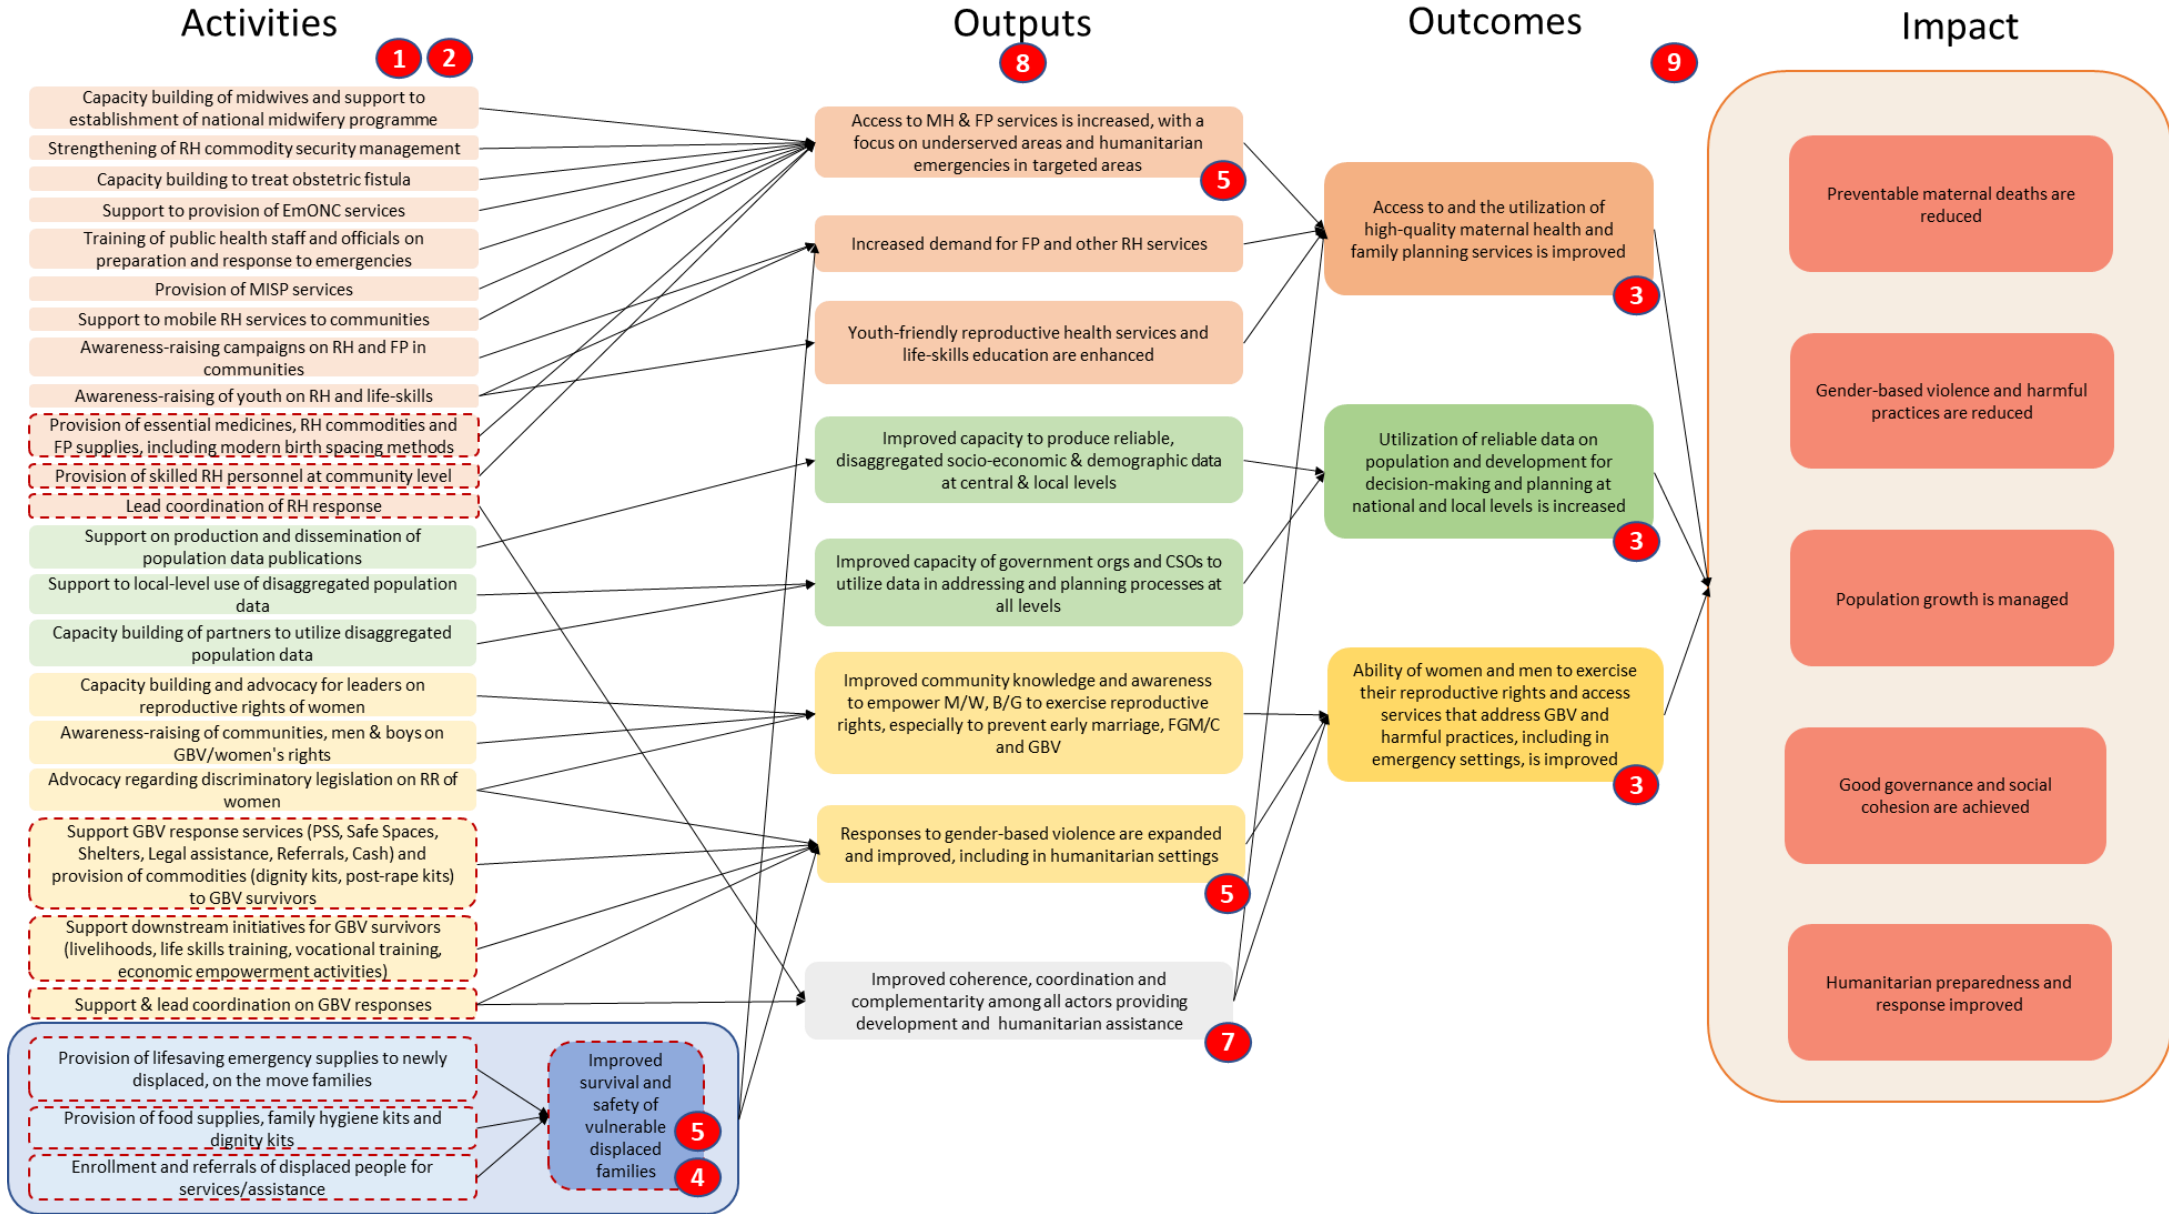 Activities
1 2
Capacity building of midwives and support to
establishment of national midwifery programme
Strengthening of RH commodity security management
Capacity building to treat obstetric fistula
Support to provision of EmONC services
Training of public health staff and officials on
preparation and response to emergencies
Provision of MISP services
Support to mobile RH services to communities
Awareness-raising campaigns on RH and FP in
communities
Awareness-raising of youth on RH and life-skills
Provision of essential medicines, RH commodities and
FP supplies, including modern birth spacing methods
Provision of skilled RH personnel at community level
Lead coordination of RH response
Support on production and dissemination of
population data publications
Support to local-level use of disaggregated population
data
Capacity building of partners to utilize disaggregated
population data
Capacity building and advocacy for leaders on
reproductive rights of women
Awareness-raising of communities, men & boys on
GBV/women's rights
Advocacy regarding discriminatory legislation on RR of
women
Support GBV response services (PSS, Safe Spaces,
Shelters, Legal assistance, Referrals, Cash) and
provision of commodities (dignity kits, post-rape kits)
to GBV survivors
Support downstream initiatives for GBV survivors
(livelihoods, life skills training, vocational training,
economic empowerment activities)
Support & lead coordination on GBV responses
Provision of lifesaving emergency supplies to newly
displaced, on the move families
Provision of food supplies, family hygiene kits and
dignity kits
Enrollment and referrals of displaced people for
services/assistance
Improved
survival and
safety of
vulnerable
displaced
families
5
4
Outputs
8
Access to MH & FP services is increased, with a
focus on underserved areas and humanitarian
emergencies in targeted areas
5
Increased demand for FP and other RH services
Youth-friendly reproductive health services and
life-skills education are enhanced
Improved capacity to produce reliable,
disaggregated socio-economic & demographic data
at central & local levels
Improved capacity of government orgs and CSOs to
utilize data in addressing and planning processes at
all levels
Improved community knowledge and awareness
to empower M/W, B/G to exercise reproductive
rights, especially to prevent early marriage, FGM/C
and GBV
Responses to gender-based violence are expanded
and improved, including in humanitarian settings
5
Improved coherence, coordination and
complementarity among all actors providing
development and humanitarian assistance
7
Outcomes
9
Access to and the utilization of
high-quality maternal health and
family planning services is improved
3
Utilization of reliable data on
population and development for
decision-making and planning at
national and local levels is increased
3
Ability of women and men to exercise
their reproductive rights and access
services that address GBV and
harmful practices, including in
emergency settings, is improved
3
Impact
Preventable maternal deaths are
reduced
Gender-based violence and harmful
practices are reduced
Population growth is managed
Good governance and social
cohesion are achieved
Humanitarian preparedness and
response improved